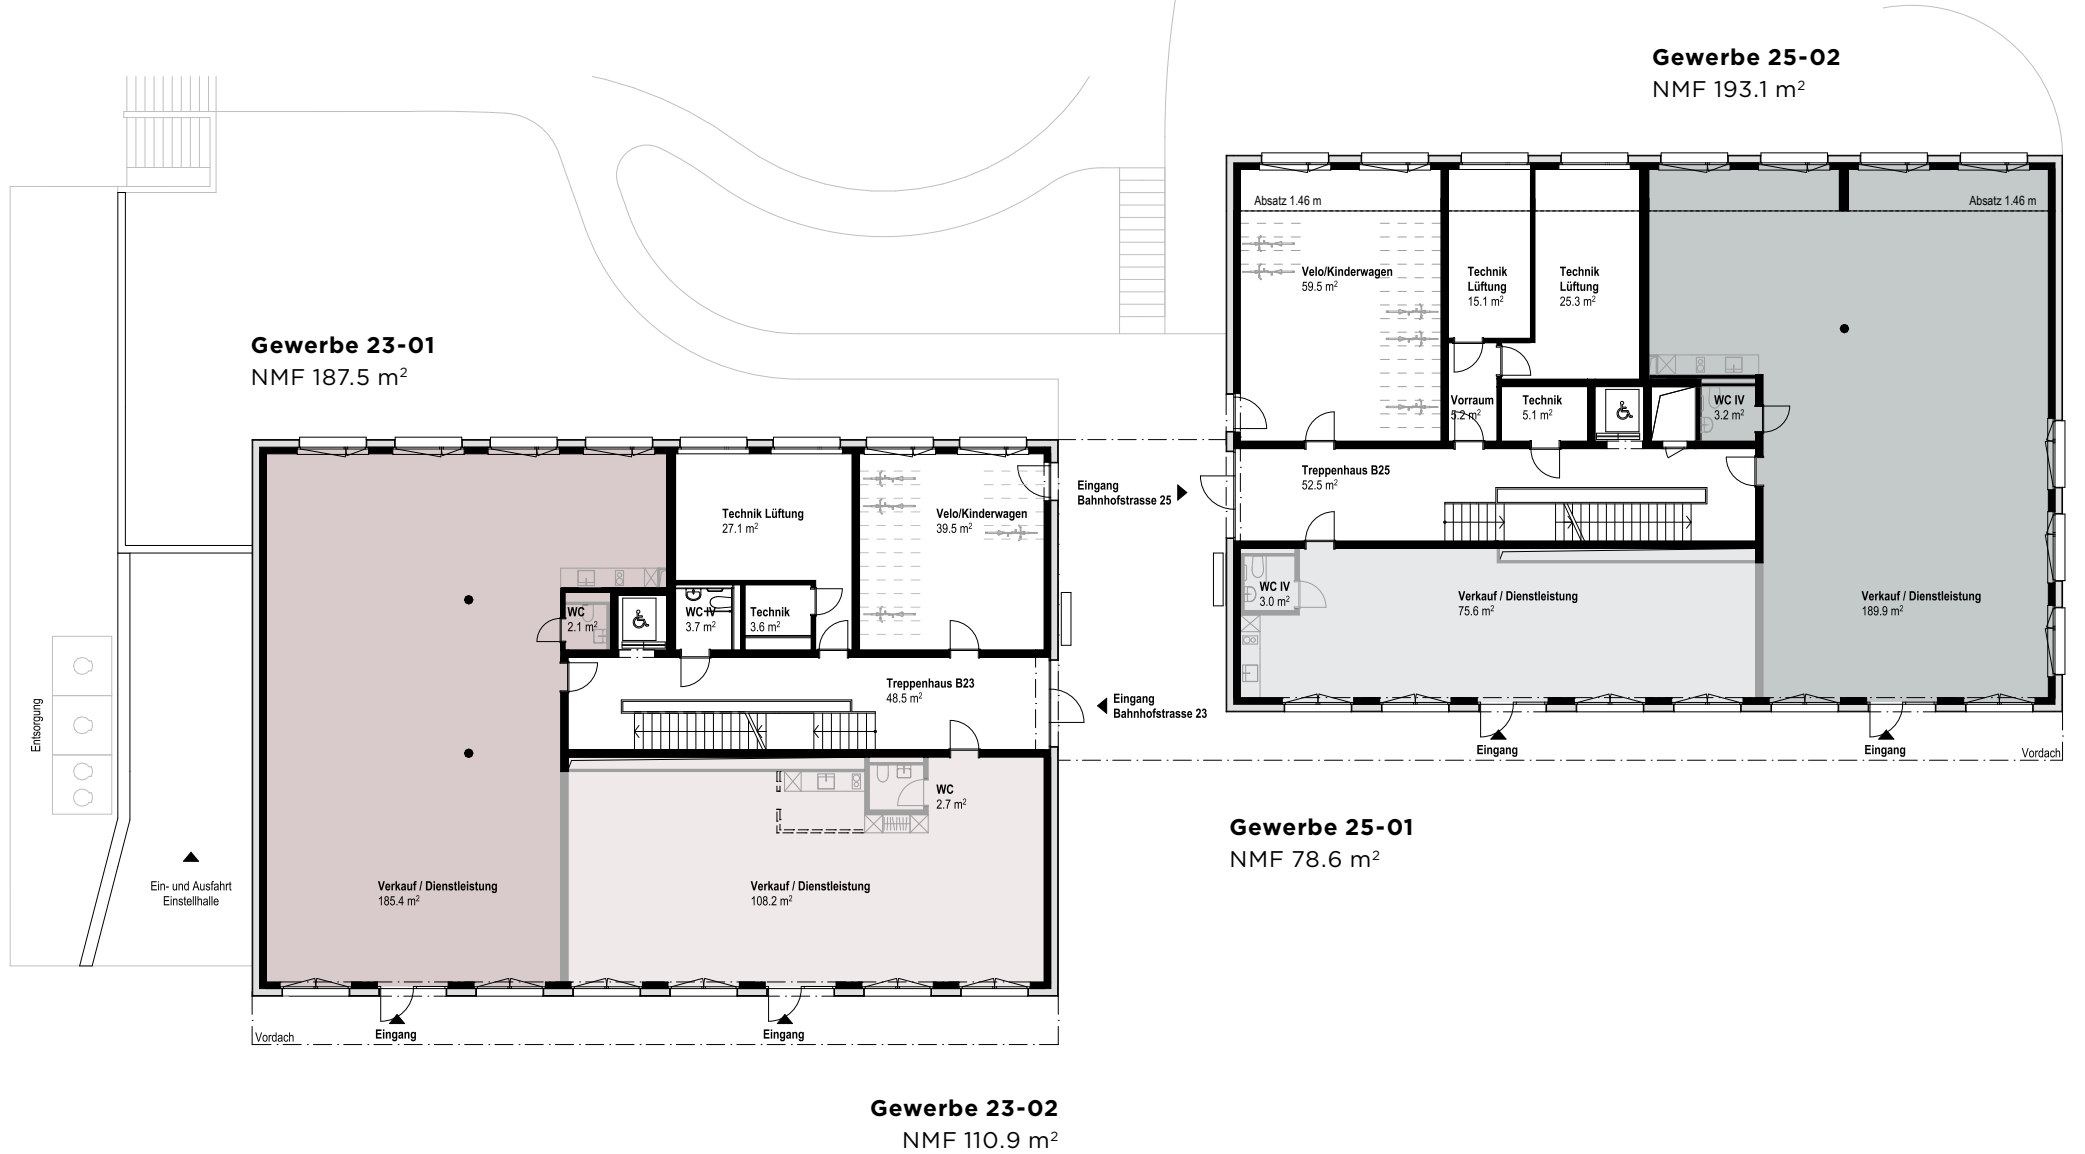 Gewerbe 25-02
NMF 193.1 m²
Absatz 1.46 m
Absatz 1.46 m
Velo/Kinderwagen
59.5 m²
Technik
Lüftung
15.1 m²
Technik
Lüftung
25.3 m²
Vorraum
5.2 m²
Technik
5.1 m²
WC IV
3.2 m²
Treppenhaus B25
52.5 m²
Eingang
Bahnhofstrasse 25
WC IV
3.0 m²
Verkauf / Dienstleistung
75.6 m²
Verkauf / Dienstleistung
189.9 m²
Eingang
Eingang
Vordach
Gewerbe 25-01
NMF 78.6 m²
Gewerbe 23-01
NMF 187.5 m²
Technik Lüftung
27.1 m²
Velo/Kinderwagen
39.5 m²
WC
2.1 m²
WC IV
3.7 m²
Technik
3.6 m²
Treppenhaus B23
48.5 m²
Eingang
Bahnhofstrasse 23
Entsorgung
WC
2.7 m²
Ein- und Ausfahrt
Einstellhalle
Verkauf / Dienstleistung
185.4 m²
Verkauf / Dienstleistung
108.2 m²
Vordach
Eingang
Eingang
Gewerbe 23-02
NMF 110.9 m²